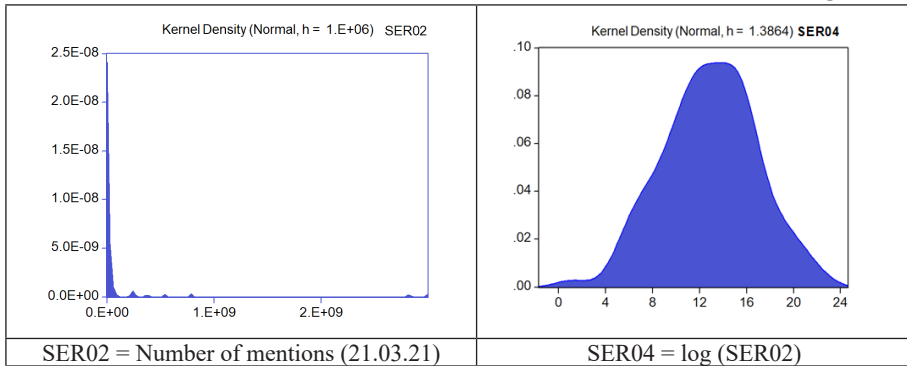 Kernel Density (Normal, h = 1.E+06) SER02
2.5E-08
2.0E-08
1.5E-08
1.0E-08
5.0E-09
0.0E+00
0.E+00 1.E+09 2.E+09
Kernel Density (Normal, h = 1.3864) SER04
.10
.08
.06
.04
.02
.00
0 4 8 12 16 20 24
SER02 = Number of mentions (21.03.21)
SER04 = log (SER02)